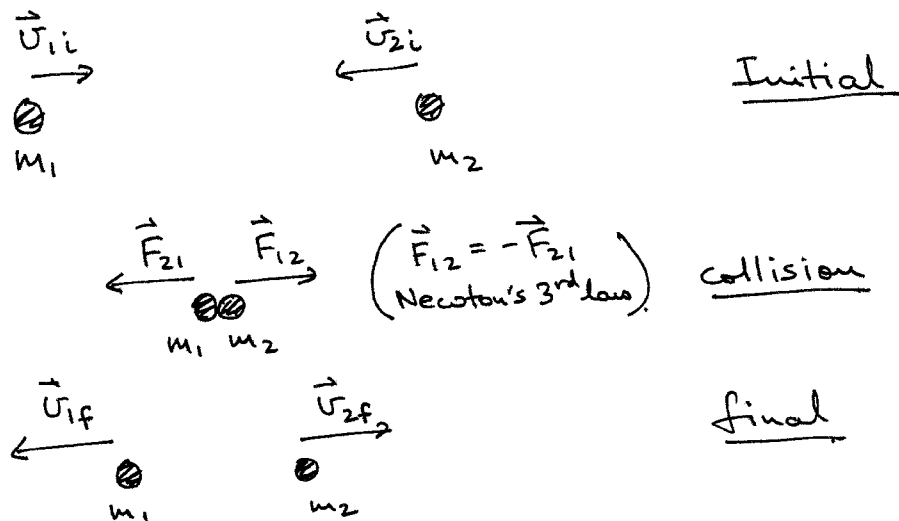 v⃗₁ᵢ v⃗₂ᵢ
Initial
m₁ m₂
F⃗₂₁ F⃗₁₂ (F⃗₁₂ = -F⃗₂₁
Newton's 3rd law).
collision
m₁ m₂
v⃗₁f v⃗₂f
final
m₁ m₂